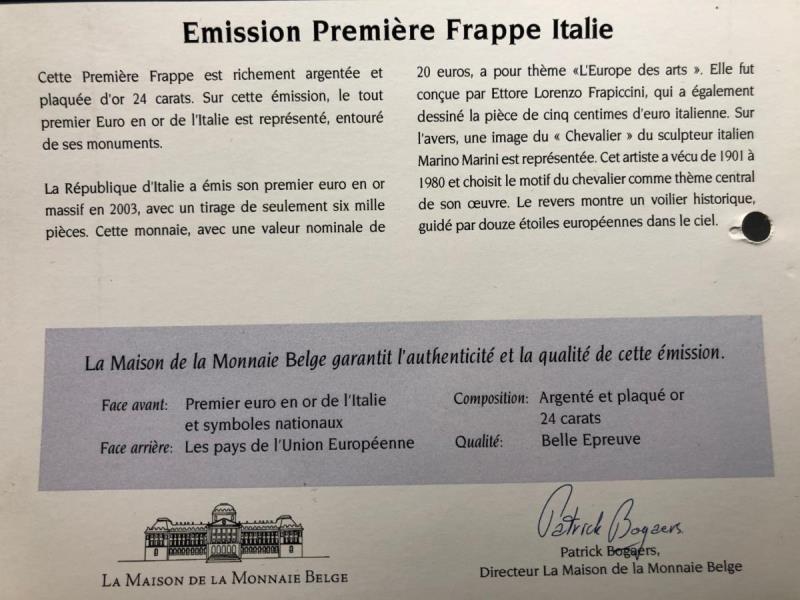 Emission Première Frappe Italie
Cette Première Frappe est richement argentée et
plaquée d'or 24 carats. Sur cette émission, le tout
premier Euro en or de l'Italie est représenté, entouré
de ses monuments.
La République d'Italie a émis son premier euro en or
massif en 2003, avec un tirage de seulement six mille
pièces. Cette monnaie, avec une valeur nominale de
20 euros, a pour thème «L'Europe des arts ». Elle fut
conçue par Ettore Lorenzo Frapiccini, qui a également
dessiné la pièce de cinq centimes d'euro italienne. Sur
l'avers, une image du « Chevalier » du sculpteur italien
Marino Marini est représentée. Cet artiste a vécu de 1901 à
1980 et choisit le motif du chevalier comme thème central
de son œuvre. Le revers montre un voilier historique,
guidé par douze étoiles européennes dans le ciel.
La Maison de la Monnaie Belge garantit l'authenticité et la qualité de cette émission.
Face avant: Premier euro en or de l'Italie
et symboles nationaux
Face arrière: Les pays de l'Union Européenne
Composition: Argenté et plaqué or
24 carats
Qualité: Belle Epreuve
LA MAISON DE LA MONNAIE BELGE
Patrick Bogaers
Patrick Bogaers,
Directeur La Maison de la Monnaie Belge